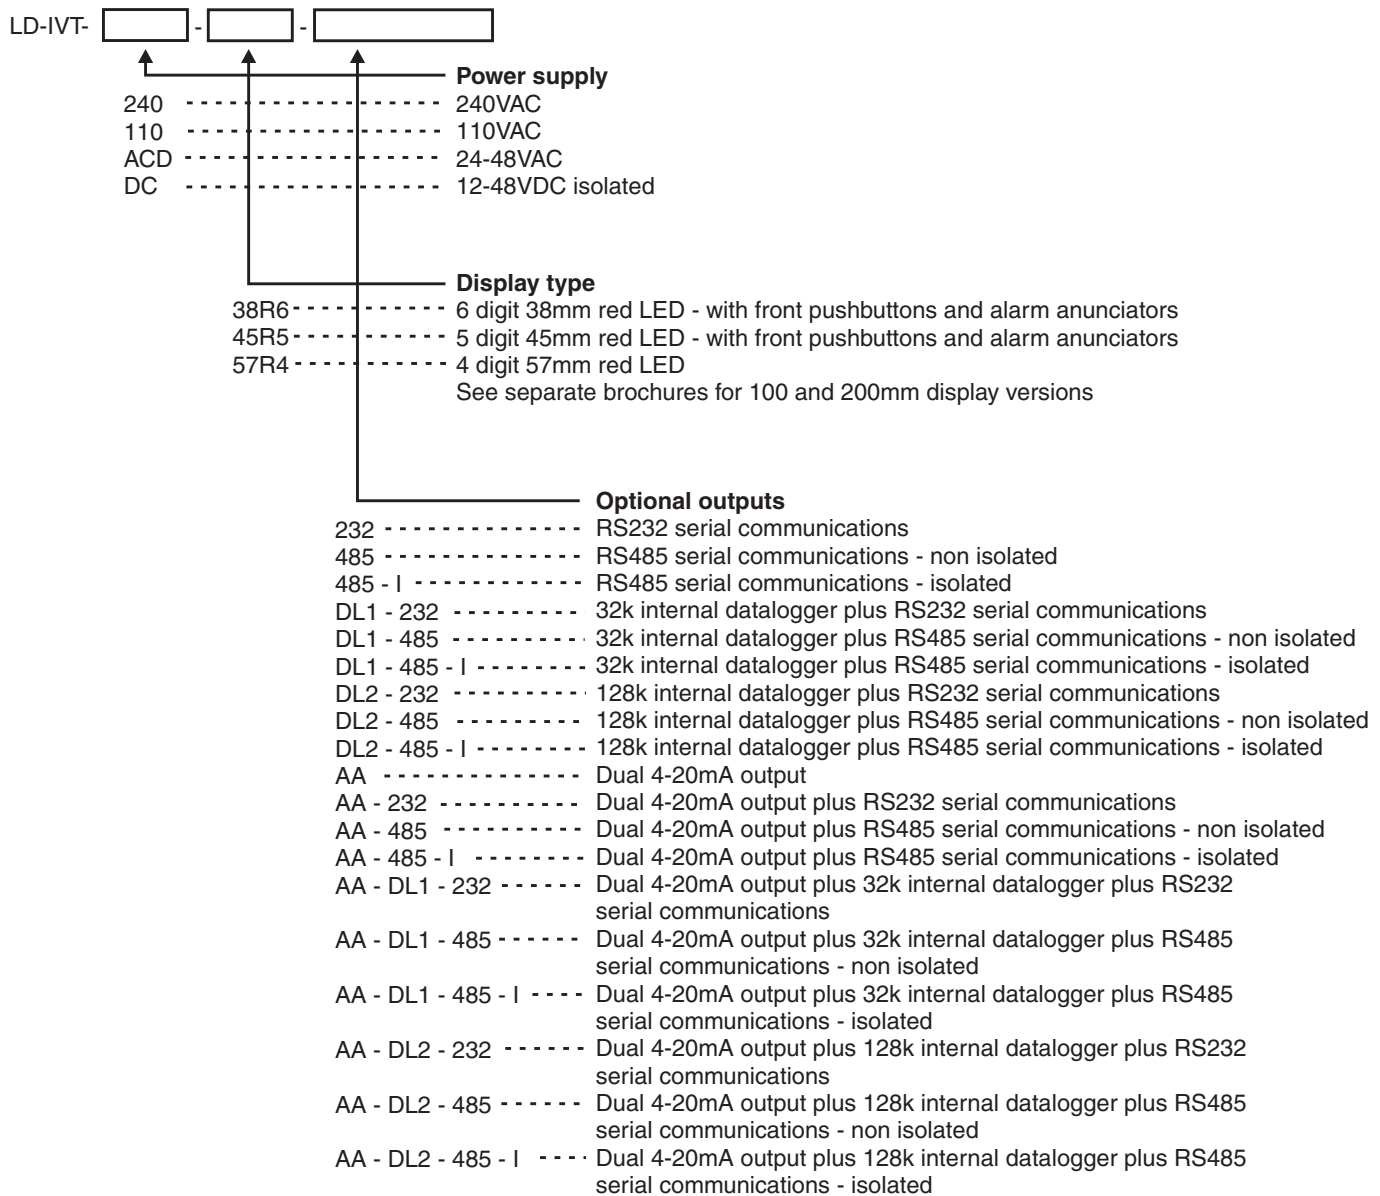 LD-IVT- - -
Power supply
240 240VAC
110 110VAC
ACD 24-48VAC
DC 12-48VDC isolated
Display type
38R6 6 digit 38mm red LED - with front pushbuttons and alarm anunciators
45R5 5 digit 45mm red LED - with front pushbuttons and alarm anunciators
57R4 4 digit 57mm red LED
See separate brochures for 100 and 200mm display versions
Optional outputs
232 RS232 serial communications
485 RS485 serial communications - non isolated
485 - I RS485 serial communications - isolated
DL1 - 232 32k internal datalogger plus RS232 serial communications
DL1 - 485 32k internal datalogger plus RS485 serial communications - non isolated
DL1 - 485 - I 32k internal datalogger plus RS485 serial communications - isolated
DL2 - 232 128k internal datalogger plus RS232 serial communications
DL2 - 485 128k internal datalogger plus RS485 serial communications - non isolated
DL2 - 485 - I 128k internal datalogger plus RS485 serial communications - isolated
AA Dual 4-20mA output
AA - 232 Dual 4-20mA output plus RS232 serial communications
AA - 485 Dual 4-20mA output plus RS485 serial communications - non isolated
AA - 485 - I Dual 4-20mA output plus RS485 serial communications - isolated
AA - DL1 - 232 Dual 4-20mA output plus 32k internal datalogger plus RS232
serial communications
AA - DL1 - 485 Dual 4-20mA output plus 32k internal datalogger plus RS485
serial communications - non isolated
AA - DL1 - 485 - I Dual 4-20mA output plus 32k internal datalogger plus RS485
serial communications - isolated
AA - DL2 - 232 Dual 4-20mA output plus 128k internal datalogger plus RS232
serial communications
AA - DL2 - 485 Dual 4-20mA output plus 128k internal datalogger plus RS485
serial communications - non isolated
AA - DL2 - 485 - I Dual 4-20mA output plus 128k internal datalogger plus RS485
serial communications - isolated